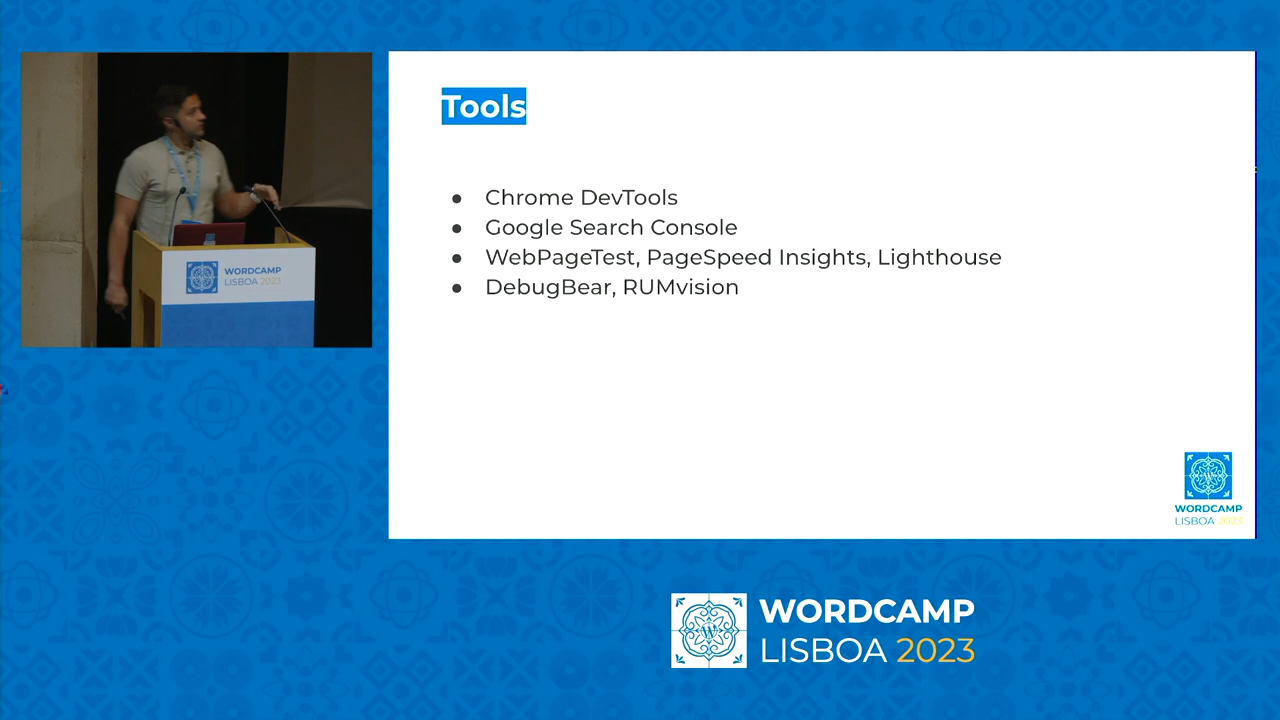 Tools
● Chrome DevTools
● Google Search Console
● WebPageTest, PageSpeed Insights, Lighthouse
● DebugBear, RUMvision
WORDCAMP
LISBOA 2023
WORDCAMP
LISBOA 2023
WORDCAMP
LISBOA 2023